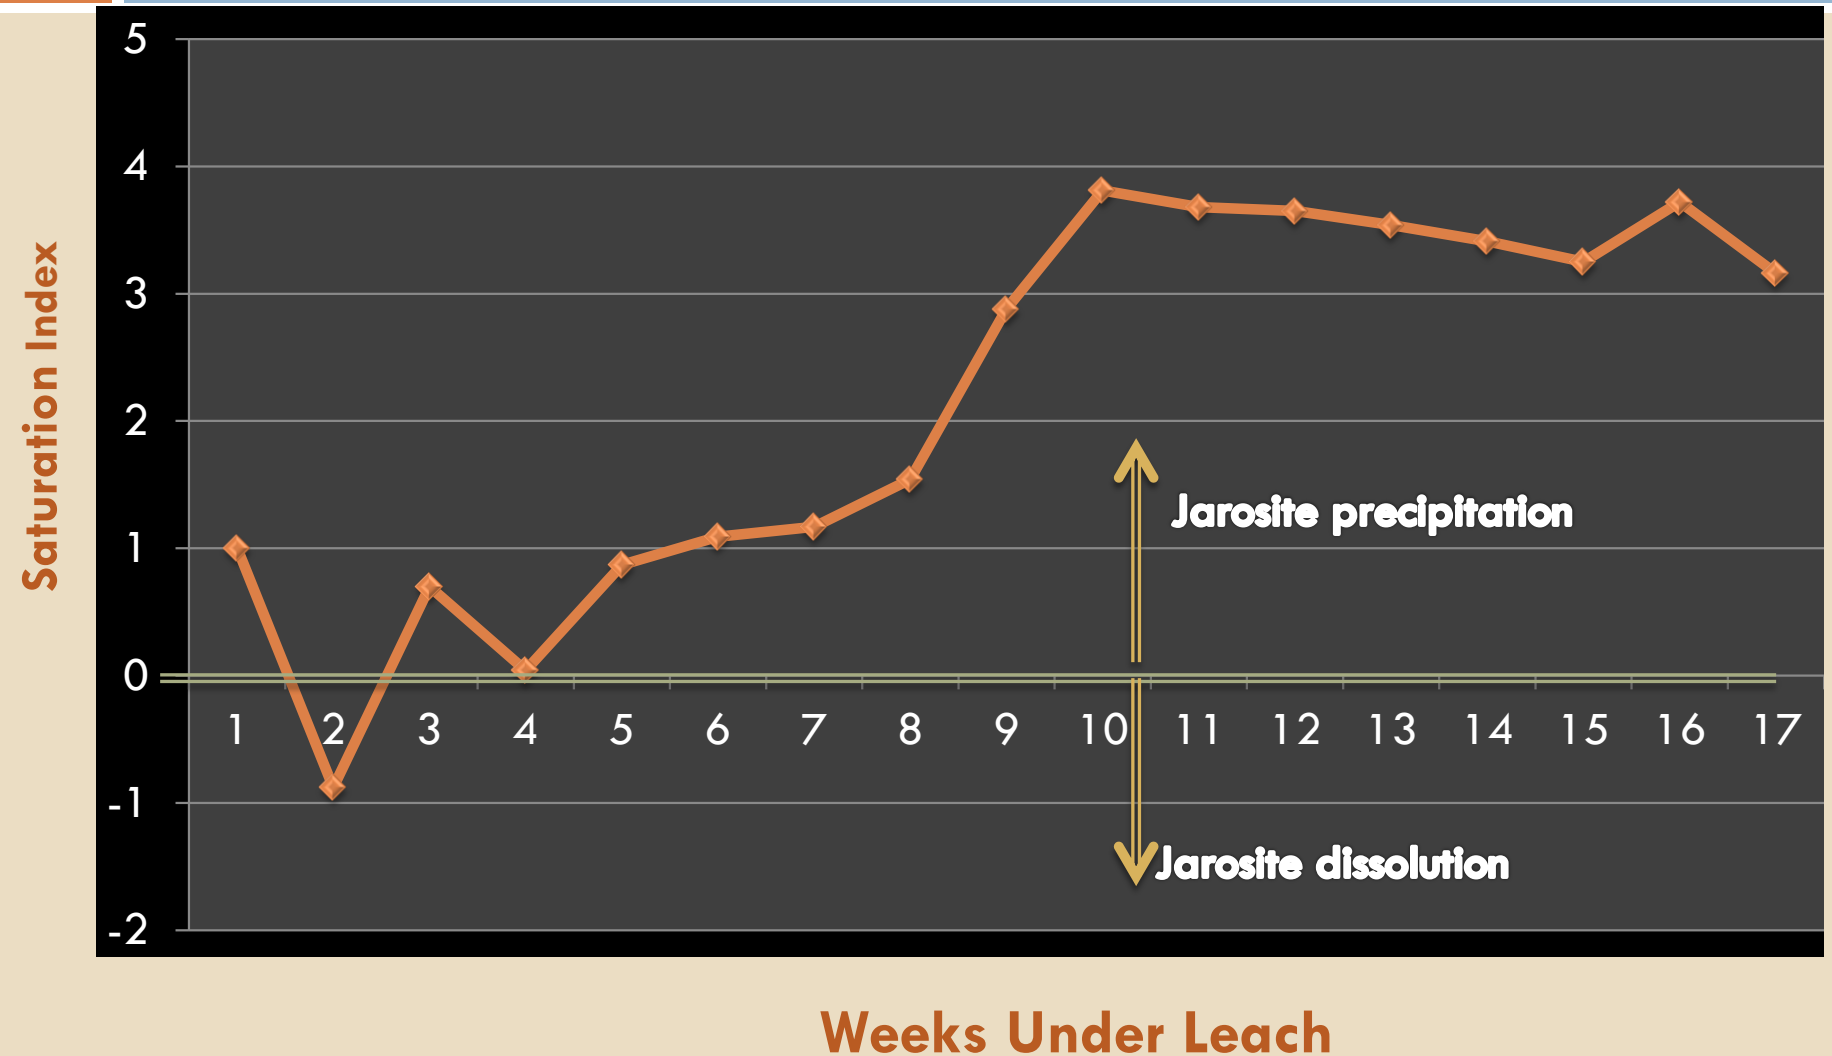 5
4
3
2
1
0
-1
-2
Saturation Index
1 2 3 4 5 6 7 8 9 10 11 12 13 14 15 16 17
Jarosite precipitation
Jarosite dissolution
Weeks Under Leach